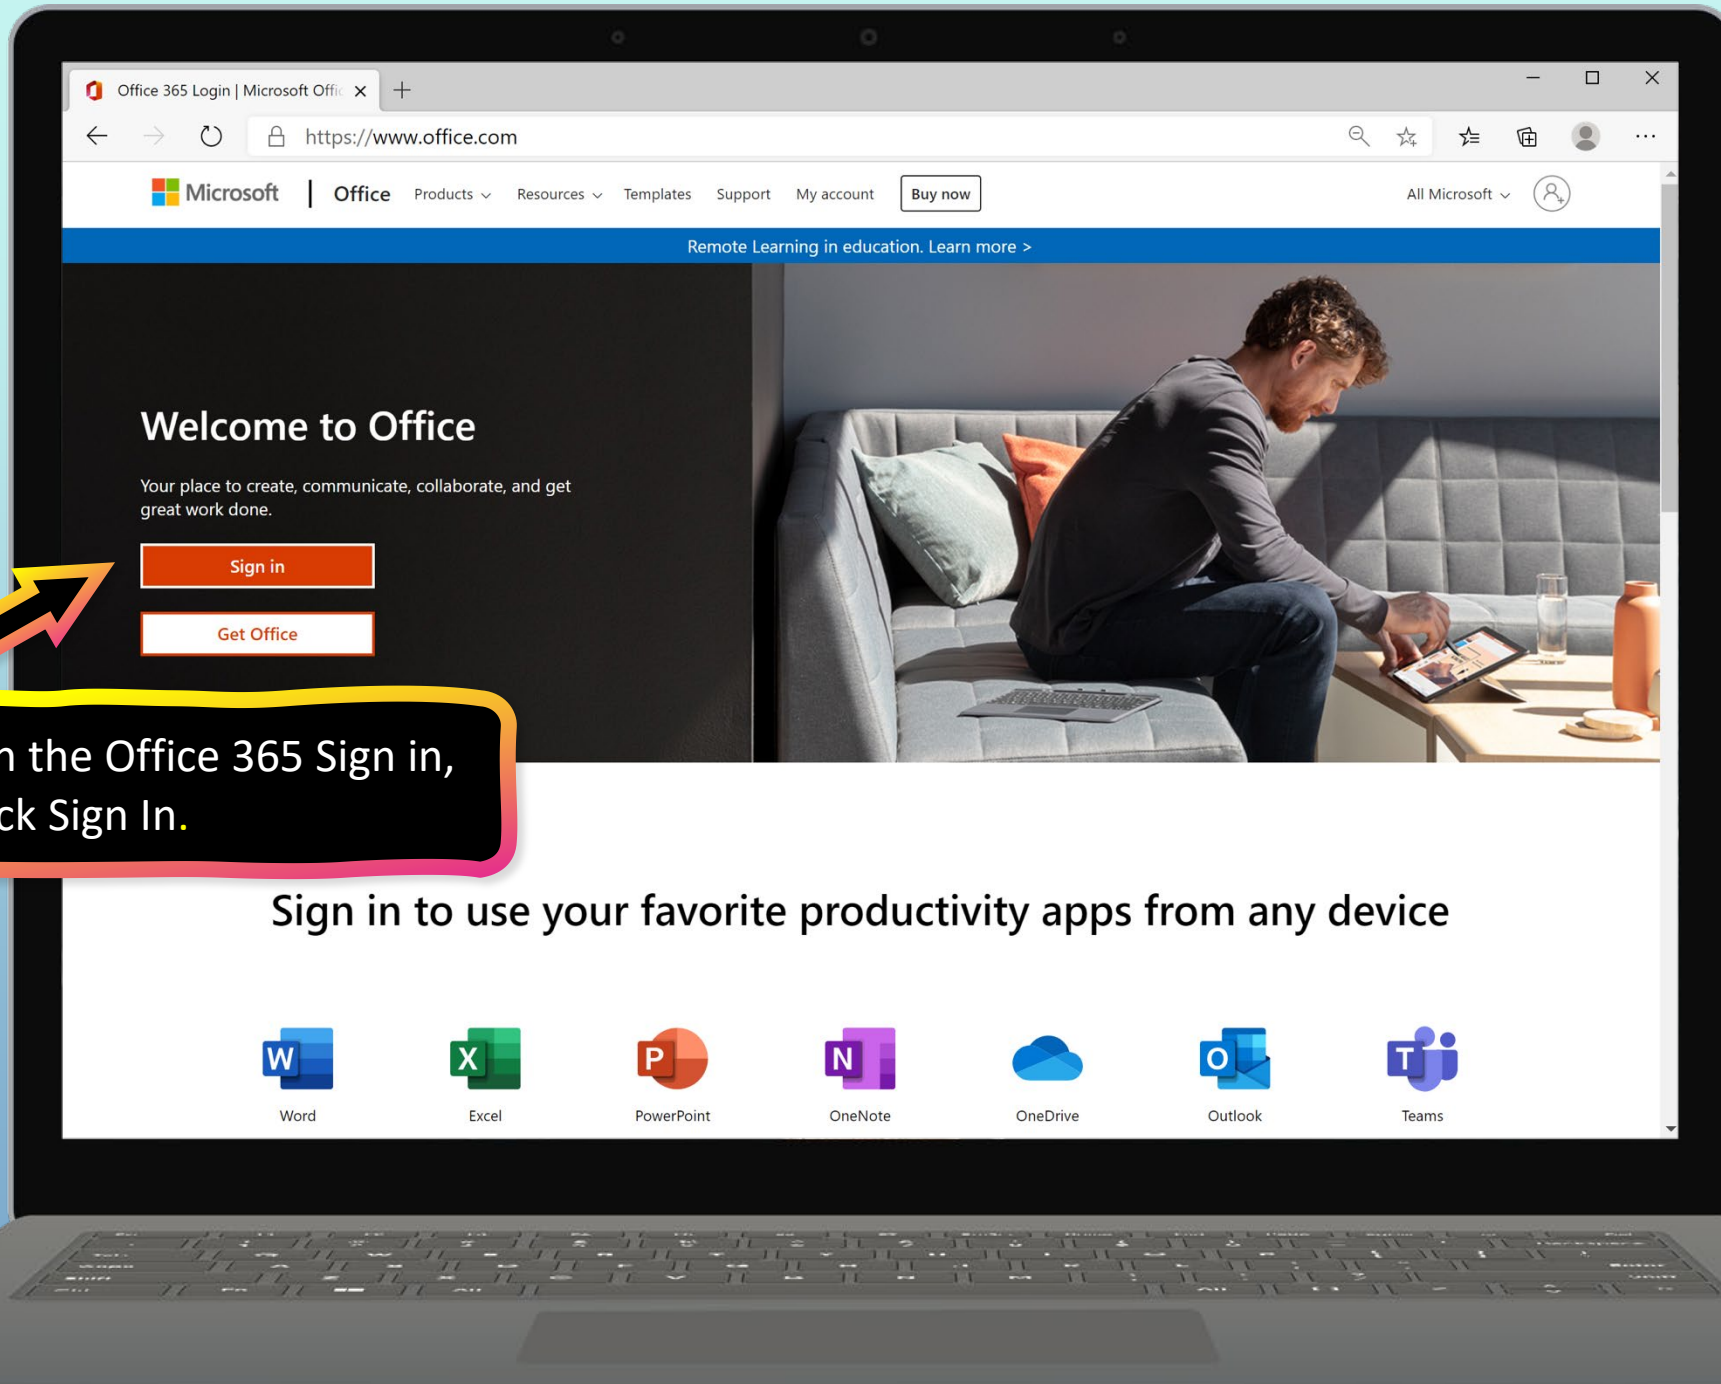 Office 365 Login | Microsoft Offic
https://www.office.com
Microsoft | Office Products Resources Templates Support My account Buy now All Microsoft
Remote Learning in education. Learn more >
Welcome to Office
Your place to create, communicate, collaborate, and get
great work done.
Sign in
Get Office
the Office 365 Sign in,
Sign In.
Sign in to use your favorite productivity apps from any device
W X P N O T
Word Excel PowerPoint OneNote OneDrive Outlook Teams